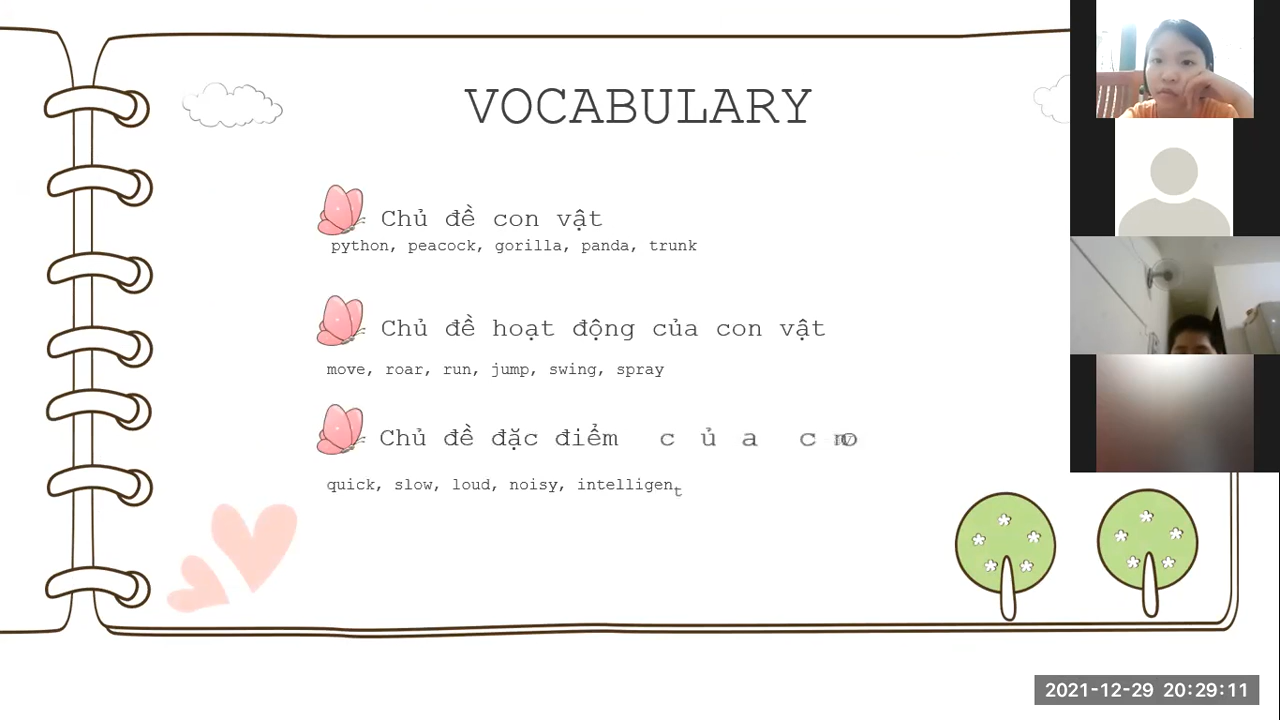 VOCABULARY
Chủ đề con vật
python, peacock, gorilla, panda, trunk
Chủ đề hoạt động của con vật
move, roar, run, jump, swing, spray
Chủ đề đặc điểm của
quick, slow, loud, noisy, intelligent
2021-12-29 20:29:11